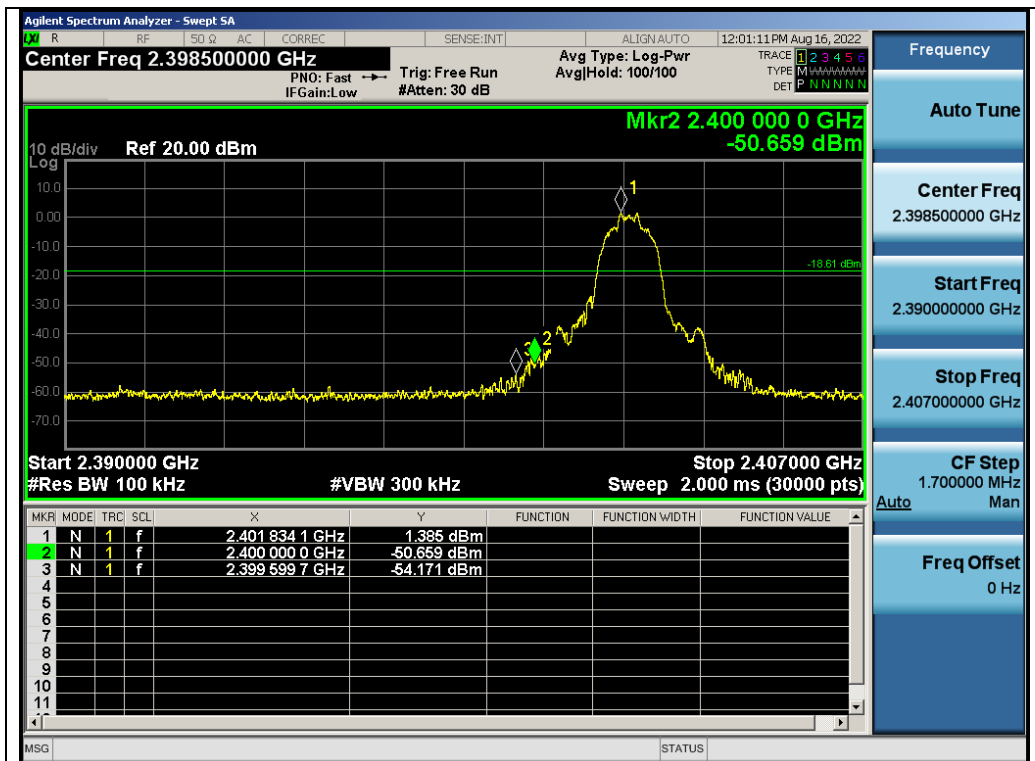 Agilent Spectrum Analyzer - Swept SA
LXI R RF 50 Ω AC CORREC SENSE:INT ALIGN AUTO 12:01:11 PM Aug 16, 2022
Center Freq 2.398500000 GHz
PNO: Fast
IFGain:Low
Trig: Free Run
#Atten: 30 dB
Avg Type: Log-Pwr
Avg|Hold: 100/100
TRACE 1 2 3 4 5 6
TYPE M WWWWW
DET P N N N N N
Mkr2 2.400 000 0 GHz
-50.659 dBm
10 dB/div Ref 20.00 dBm
Log
10.0
0.00
-10.0
-20.0
-30.0
-40.0
-50.0
-60.0
-70.0
1
-18.61 dBm
2
3
Start 2.390000 GHz Stop 2.407000 GHz
#Res BW 100 kHz #VBW 300 kHz Sweep 2.000 ms (30000 pts)
MKR MODE TRC SCL X Y FUNCTION FUNCTION WIDTH FUNCTION VALUE
1 N 1 f 2.401 834 1 GHz 1.385 dBm
2 N 1 f 2.400 000 0 GHz -50.659 dBm
3 N 1 f 2.399 599 7 GHz -54.171 dBm
4
5
6
7
8
9
10
11
MSG STATUS
Frequency
Auto Tune
Center Freq
2.398500000 GHz
Start Freq
2.390000000 GHz
Stop Freq
2.407000000 GHz
CF Step
1.700000 MHz
Auto Man
Freq Offset
0 Hz